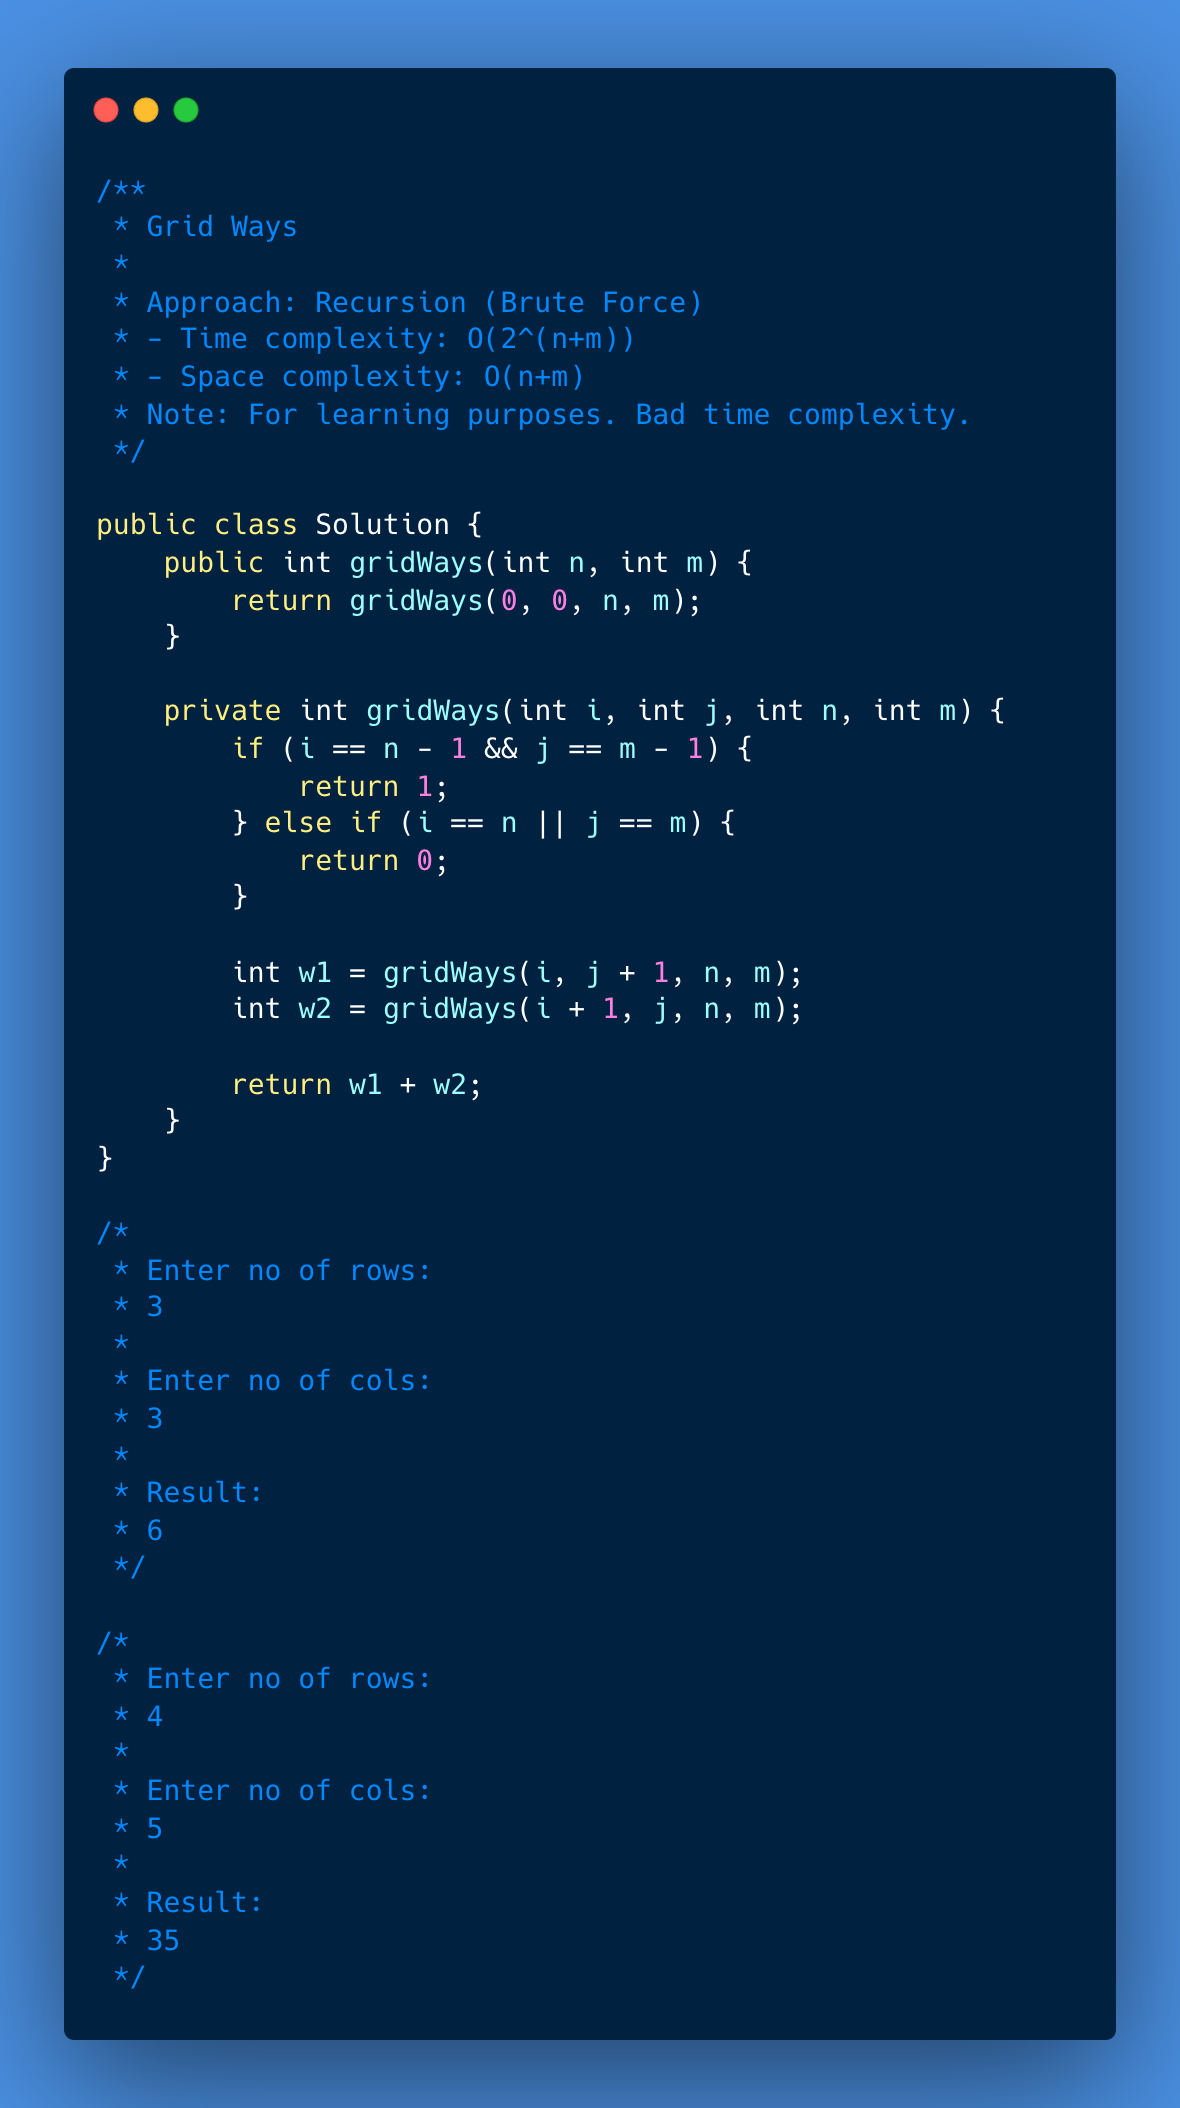 /**
 * Grid Ways
 *
 * Approach: Recursion (Brute Force)
 * - Time complexity: O(2^(n+m))
 * - Space complexity: O(n+m)
 * Note: For learning purposes. Bad time complexity.
 */

public class Solution {
    public int gridWays(int n, int m) {
        return gridWays(0, 0, n, m);
    }

    private int gridWays(int i, int j, int n, int m) {
        if (i == n - 1 && j == m - 1) {
            return 1;
        } else if (i == n || j == m) {
            return 0;
        }

        int w1 = gridWays(i, j + 1, n, m);
        int w2 = gridWays(i + 1, j, n, m);

        return w1 + w2;
    }
}

/*
 * Enter no of rows:
 * 3
 *
 * Enter no of cols:
 * 3
 *
 * Result:
 * 6
 */

/*
 * Enter no of rows:
 * 4
 *
 * Enter no of cols:
 * 5
 *
 * Result:
 * 35
 */